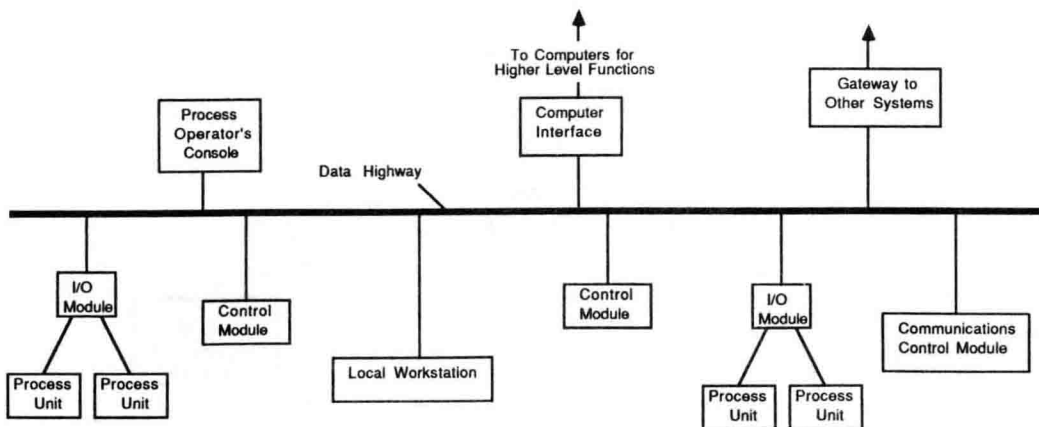 To Computers for
Higher Level Functions
Gateway to
Other Systems
Process
Operator's
Console
Computer
Interface
Data Highway
I/O
Module
Control
Module
Control
Module
I/O
Module
Local Workstation
Communications
Control Module
Process
Unit
Process
Unit
Process
Unit
Process
Unit